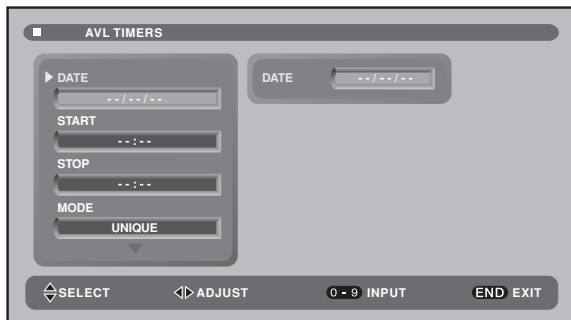 AVL TIMERS
DATE
--/--/--
START
--:--
STOP
--:--
MODE
UNIQUE
DATE --/--/--
SELECT ADJUST 0 - 9 INPUT END EXIT